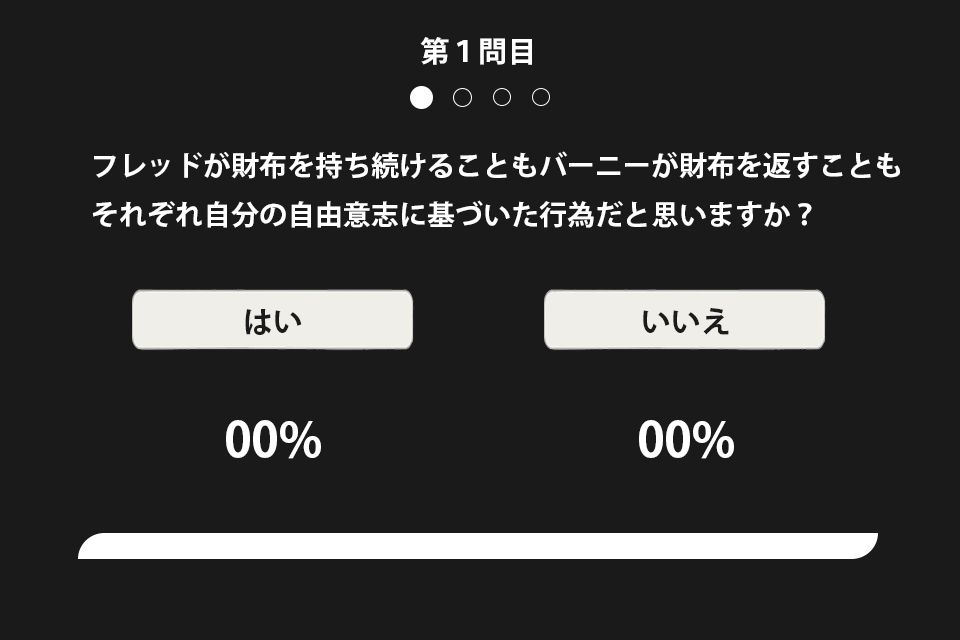 第１問目
フレッドが財布を持ち続けることもバーニーが財布を返すことも
それぞれ自分の自由意志に基づいた行為だと思いますか？
はい
いいえ
00%
00%